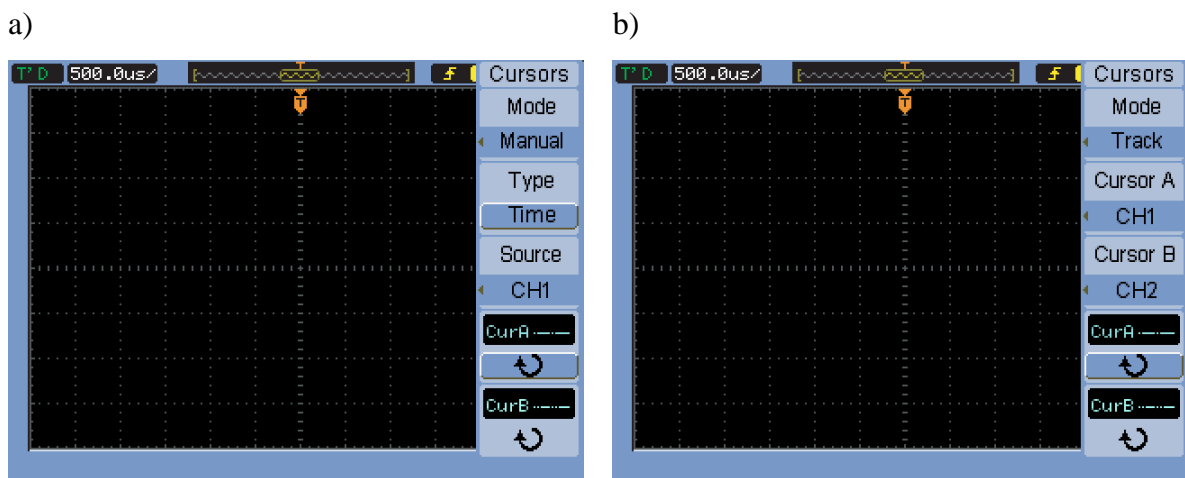 a)
b)
T'D 500.0us/ T Cursors
T Mode
Manual
Type
Time
Source
CH1
CurA
CurB
T'D 500.0us/ T Cursors
T Mode
Track
Cursor A
CH1
Cursor B
CH2
CurA
CurB